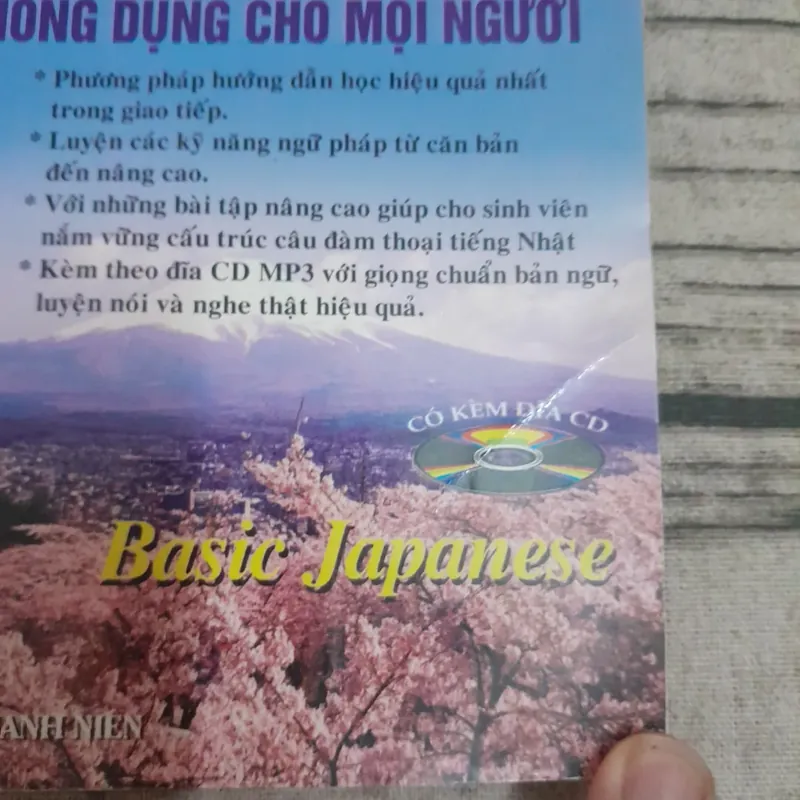 DỤNG CHO MỌI NGƯỜI
* Phương pháp hướng dẫn học hiệu quả nhất
trong giao tiếp.
* Luyện các kỹ năng ngữ pháp từ căn bản
đến nâng cao.
* Với những bài tập nâng cao giúp cho sinh viên
nắm vững cấu trúc câu đàm thoại tiếng Nhật
* Kèm theo đĩa CD MP3 với giọng chuẩn bản ngữ,
luyện nói và nghe thật hiệu quả.
CÓ KÈM ĐĨA CD
Basic Japanese
NIÊN